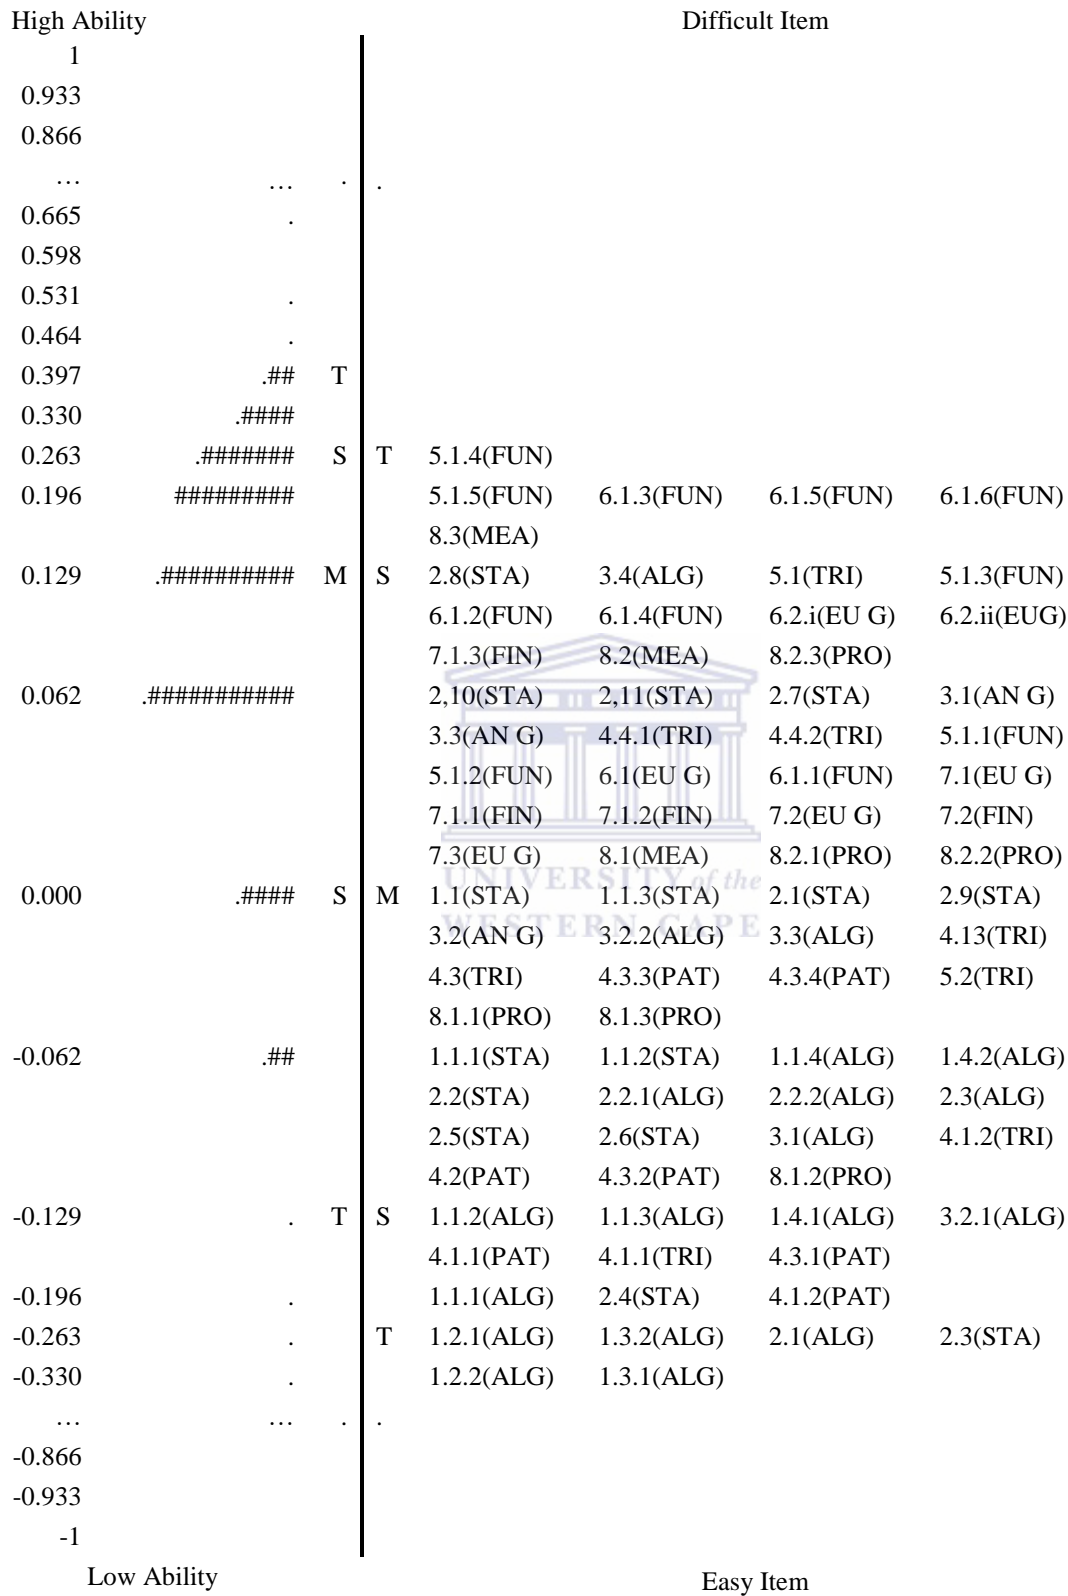 High Ability Difficult Item
1
0.933
0.866
… … . .
0.665 .
0.598
0.531 .
0.464 .
0.397 .## T
0.330 .####
0.263 .####### S T 5.1.4(FUN)
0.196 ######### 5.1.5(FUN) 6.1.3(FUN) 6.1.5(FUN) 6.1.6(FUN)
8.3(MEA)
0.129 .########## M S 2.8(STA) 3.4(ALG) 5.1(TRI) 5.1.3(FUN)
6.1.2(FUN) 6.1.4(FUN) 6.2.i(EU G) 6.2.ii(EUG)
7.1.3(FIN) 8.2(MEA) 8.2.3(PRO)
0.062 .########### 2,10(STA) 2,11(STA) 2.7(STA) 3.1(AN G)
3.3(AN G) 4.4.1(TRI) 4.4.2(TRI) 5.1.1(FUN)
5.1.2(FUN) 6.1(EU G) 6.1.1(FUN) 7.1(EU G)
7.1.1(FIN) 7.1.2(FIN) 7.2(EU G) 7.2(FIN)
7.3(EU G) 8.1(MEA) 8.2.1(PRO) 8.2.2(PRO)
UNIVERSITY of the
0.000 .#### S M 1.1(STA) 1.1.3(STA) 2.1(STA) 2.9(STA)
WESTERN CAPE
3.2(AN G) 3.2.2(ALG) 3.3(ALG) 4.13(TRI)
4.3(TRI) 4.3.3(PAT) 4.3.4(PAT) 5.2(TRI)
8.1.1(PRO) 8.1.3(PRO)
-0.062 .## 1.1.1(STA) 1.1.2(STA) 1.1.4(ALG) 1.4.2(ALG)
2.2(STA) 2.2.1(ALG) 2.2.2(ALG) 2.3(ALG)
2.5(STA) 2.6(STA) 3.1(ALG) 4.1.2(TRI)
4.2(PAT) 4.3.2(PAT) 8.1.2(PRO)
-0.129 . T S 1.1.2(ALG) 1.1.3(ALG) 1.4.1(ALG) 3.2.1(ALG)
4.1.1(PAT) 4.1.1(TRI) 4.3.1(PAT)
-0.196 . 1.1.1(ALG) 2.4(STA) 4.1.2(PAT)
-0.263 . T 1.2.1(ALG) 1.3.2(ALG) 2.1(ALG) 2.3(STA)
-0.330 . 1.2.2(ALG) 1.3.1(ALG)
… … . .
-0.866
-0.933
-1
Low Ability Easy Item